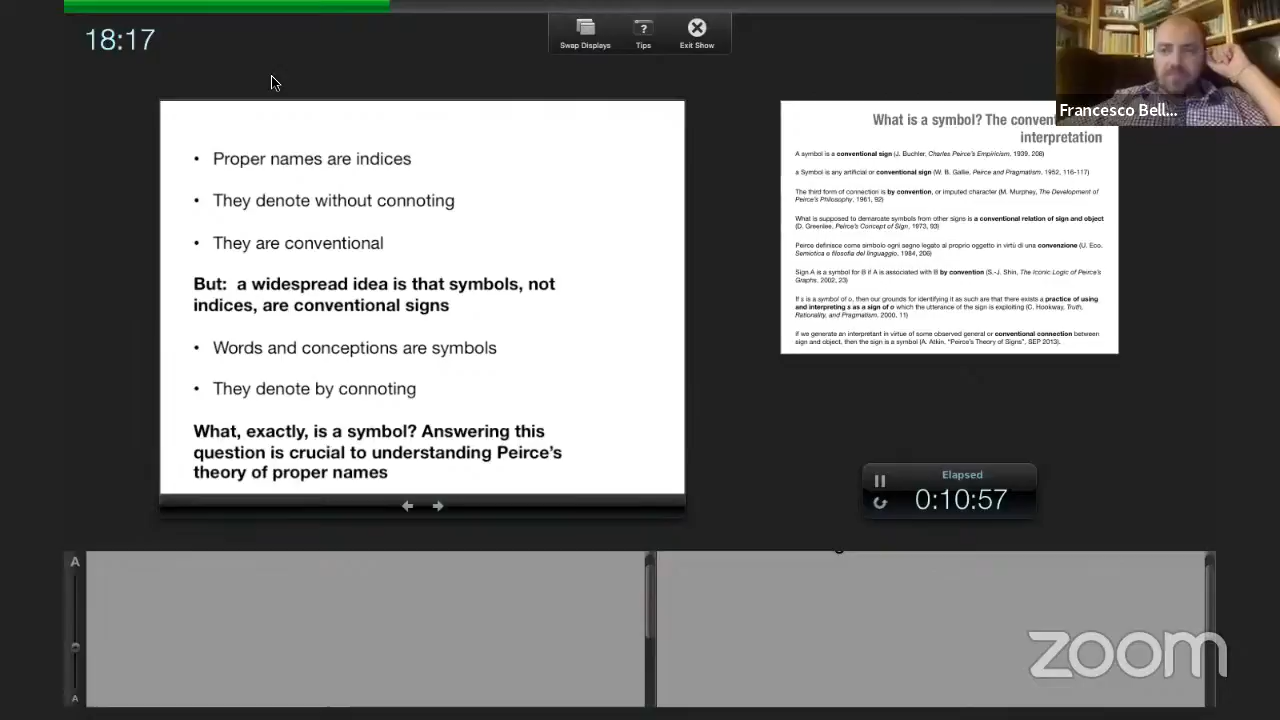 18:17
Swap Displays
Tips
Exit Show
Francesco Bell...
• Proper names are indices
• They denote without connoting
• They are conventional
But: a widespread idea is that symbols, not
indices, are conventional signs
• Words and conceptions are symbols
• They denote by connoting
What, exactly, is a symbol? Answering this
question is crucial to understanding Peirce's
theory of proper names
What is a symbol? The conven
interpretation
A symbol is a conventional sign (J. Buchler, Charles Peirce's Empiricism, 1939, 208)
a Symbol is any artificial or conventional sign (W. B. Gallie, Peirce and Pragmatism, 1952, 116-117)
The third form of connection is by convention, or imputed character (M. Murphey, The Development of
Peirce's Philosophy, 1961, 92)
What is supposed to demarcate symbols from other signs is a conventional relation of sign and object
(D. Greenlee, Peirce's Concept of Sign, 1973, 93)
Peirce definisce come simbolo ogni segno legato al proprio oggetto in virtù di una convenzione (U. Eco,
Semiotica e filosofia del linguaggio, 1984, 206)
Sign A is a symbol for B if A is associated with B by convention (S.-J. Shin, The Iconic Logic of Peirce's
Graphs, 2002, 23)
If s is a symbol of o, then our grounds for identifying it as such are that there exists a practice of using
and interpreting s as a sign of o which the utterance of the sign is exploiting (C. Hookway, Truth,
Rationality, and Pragmatism, 2000, 11)
If we generate an interpretant in virtue of some observed general or conventional connection between
sign and object, then the sign is a symbol (A. Atkin, "Peirce's Theory of Signs", SEP 2013).
Elapsed
0:10:57
A
A
zoom